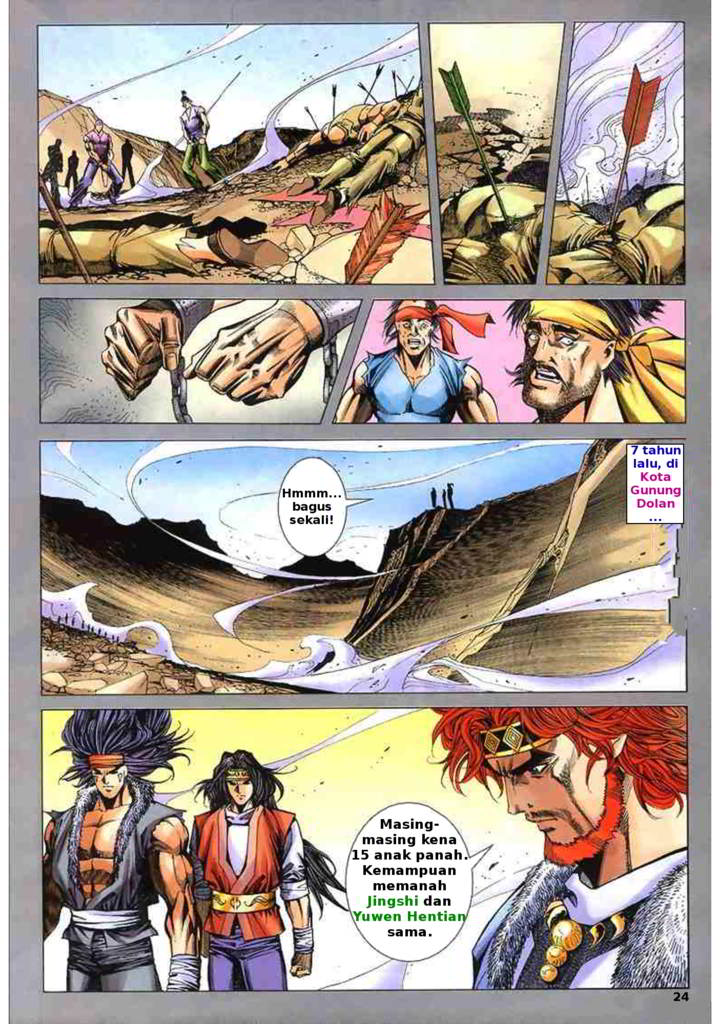 7 tahun
lalu, di
Kota
Gunung
Dolan
...
Hmmm...
bagus
sekali!
Masing-
masing kena
15 anak panah.
Kemampuan
memanah
Jingshi dan
Yuwen Hentian
sama.
24